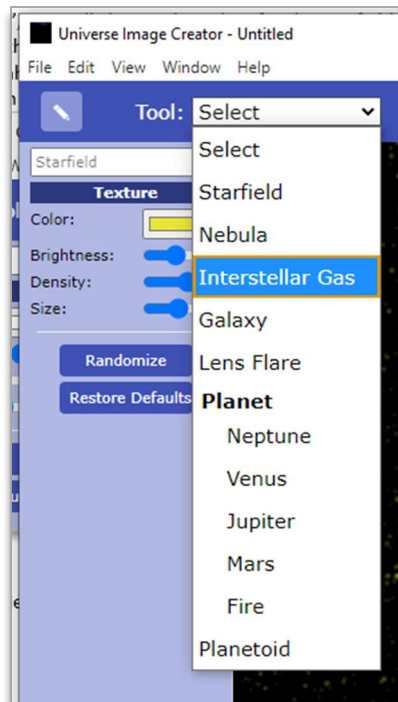 Universe Image Creator - Untitled
File Edit View Window Help
Tool: Select
Select
Starfield
Nebula
Interstellar Gas
Galaxy
Lens Flare
Planet
Neptune
Venus
Jupiter
Mars
Fire
Planetoid
Starfield
Texture
Color:
Brightness:
Density:
Size:
Randomize
Restore Defaults